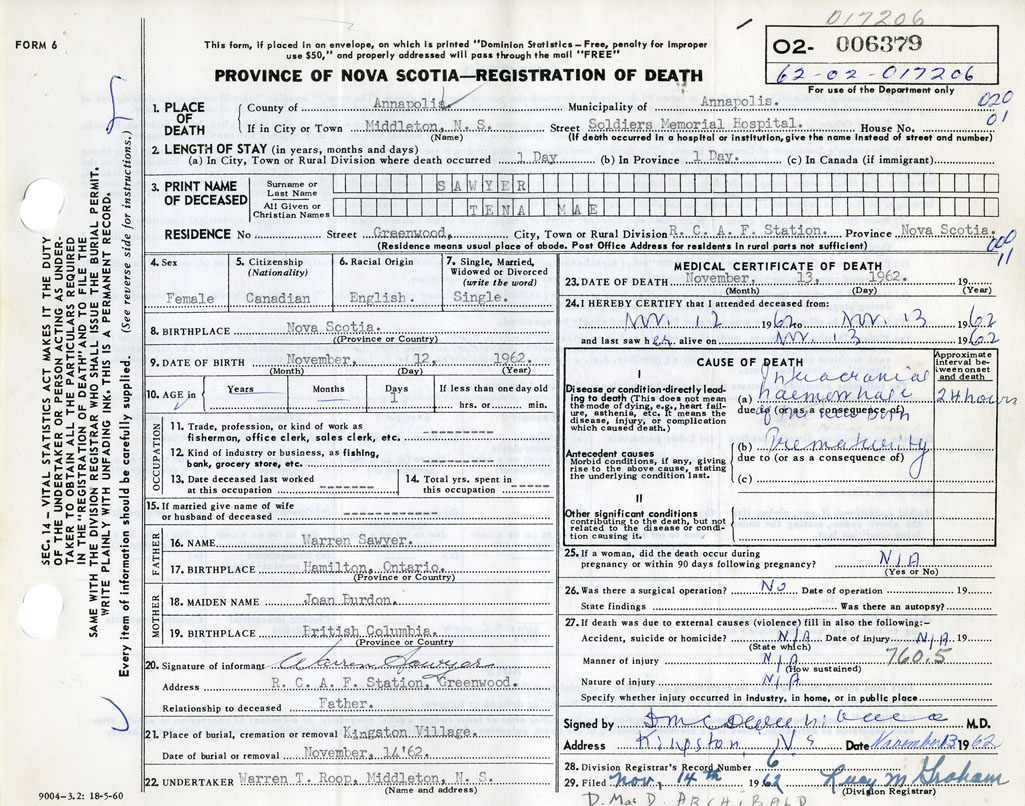 017206
FORM 6
This form, if placed in an envelope, on which is printed "Dominion Statistics – Free, penalty for improper
use $50," and properly addressed will pass through the mail "FREE"
02- 006379
62-02-017206
For use of the Department only
PROVINCE OF NOVA SCOTIA—REGISTRATION OF DEATH
020
01
1. PLACE OF DEATH County of Annapolis. Municipality of Annapolis.
If in City or Town Middleton, N. S. Street Soldiers Memorial Hospital. House No.
(Name) (If death occurred in a hospital or institution, give the name instead of street and number)
2. LENGTH OF STAY (in years, months and days)
(a) In City, Town or Rural Division where death occurred 1 Day (b) In Province 1 Day. (c) In Canada (if immigrant)
3. PRINT NAME OF DECEASED Surname or Last Name SAWYER
All Given or Christian Names TENA MAE
RESIDENCE No Street Greenwood, City, Town or Rural Division R. C. A. F. Station. Province Nova Scotia.
(Residence means usual place of abode. Post Office Address for residents in rural parts not sufficient)
000
11
4. Sex Female
5. Citizenship (Nationality) Canadian
6. Racial Origin English.
7. Single, Married, Widowed or Divorced (write the word) Single.
8. BIRTHPLACE Nova Scotia.
(Province or Country)
9. DATE OF BIRTH November, 12 1962.
(Month) (Day) (Year)
10. AGE in Years Months Days 1 If less than one day old hrs. or min.
OCCUPATION
11. Trade, profession, or kind of work as fisherman, office clerk, sales clerk, etc. ----------
12. Kind of industry or business, as fishing, bank, grocery store, etc. ----------
13. Date deceased last worked at this occupation --------
14. Total yrs. spent in this occupation --------
15. If married give name of wife or husband of deceased --------------
FATHER
16. NAME Warren Sawyer.
17. BIRTHPLACE Hamilton, Ontario.
(Province or Country)
MOTHER
18. MAIDEN NAME Joan Burdon.
19. BIRTHPLACE British Columbia.
(Province or Country)
20. Signature of informant Warren Sawyer
Address R. C. A. F. Station, Greenwood.
Relationship to deceased Father.
21. Place of burial, cremation or removal Kingston Village.
Date of burial or removal November, 14'62.
22. UNDERTAKER Warren T. Roop, Middleton, N. S.
(Name and address)
9004–3.2: 18-5-60
MEDICAL CERTIFICATE OF DEATH
23. DATE OF DEATH November, 13, 1962. 19
(Month) (Day) (Year)
24. I HEREBY CERTIFY that I attended deceased from:
Nov. 12 1962 to Nov. 13 1962
and last saw her alive on Nov. 13 1962
CAUSE OF DEATH
Approximate interval between onset and death
I
Disease or condition directly leading to death (This does not mean the mode of dying, e.g., heart failure, asthenia, etc. It means the disease, injury, or complication which caused death.)
(a) Intracranial haemorrhage 24 hours
due to (or as a consequence of)
Antecedent causes
Morbid conditions, if any, giving rise to the above cause, stating the underlying condition last.
(b) Prematurity
due to (or as a consequence of)
(c)
II
Other significant conditions contributing to the death, but not related to the disease or condition causing it.
25. If a woman, did the death occur during pregnancy or within 90 days following pregnancy? N/A
(Yes or No)
26. Was there a surgical operation? No Date of operation 19
State findings Was there an autopsy?
27. If death was due to external causes (violence) fill in also the following:–
Accident, suicide or homicide? N/A Date of injury N/A 19
(State which)
Manner of injury N/A 760.5
(How sustained)
Nature of injury N/A
Specify whether injury occurred in industry, in home, or in public place
Signed by M.D.
Address Kingston, N.S Date November 13 1962
28. Division Registrar's Record Number 6
29. Filed Nov, 14th 1962 Lucy M. Graham
(Division Registrar)
D. Mac D. ARCHIBALD
SEC. 14 – VITAL STATISTICS ACT MAKES IT THE DUTY
OF THE UNDERTAKER OR PERSON ACTING AS UNDER-
TAKER TO OBTAIN ALL THE PARTICULARS REQUIRED
IN THE "REGISTRATION OF DEATH" AND TO FILE THE
SAME WITH THE DIVISION REGISTRAR WHO SHALL ISSUE THE BURIAL PERMIT.
WRITE PLAINLY WITH UNFADING INK. THIS IS A PERMANENT RECORD.
Every item of information should be carefully supplied. (See reverse side for instructions.)